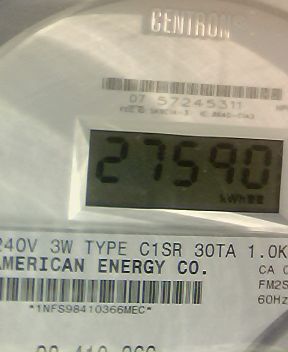 CENTRON
07 57245311
27590
kWh
240V 3W TYPE C1SR 30TA 1.0K
AMERICAN ENERGY CO.
CA 0
FM2S
*1NFS98410366MEC*
60Hz